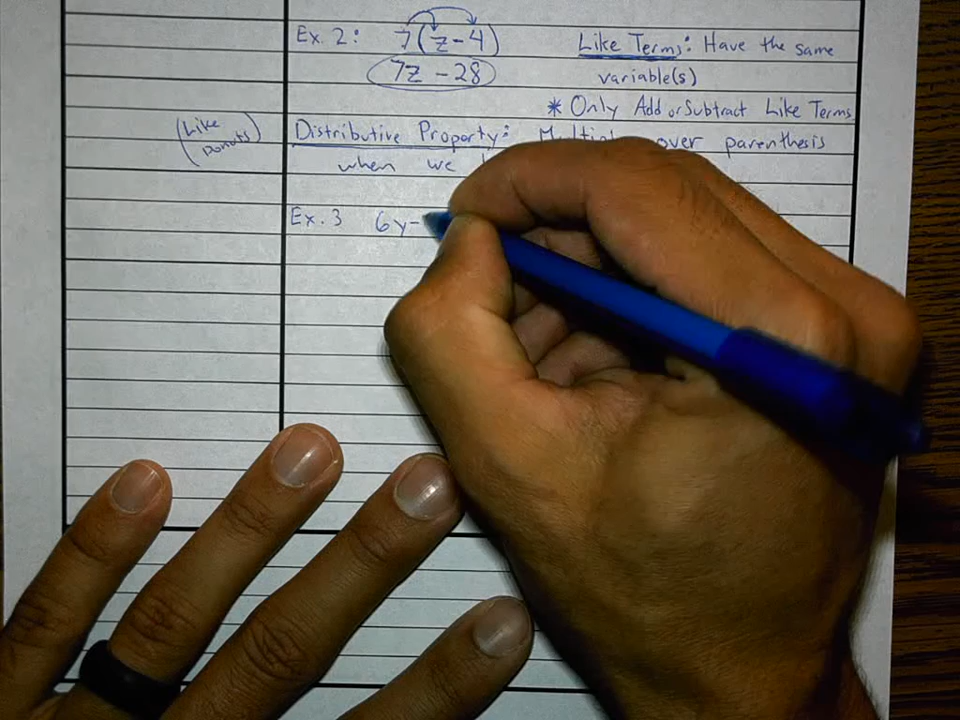 Ex. 2: 7(z-4) Like Terms: Have the same
7z - 28 variable(s)
* Only Add or Subtract Like Terms
(Like
Donuts)
Distributive Property: over parenthesis
when we
Ex. 3 6y-